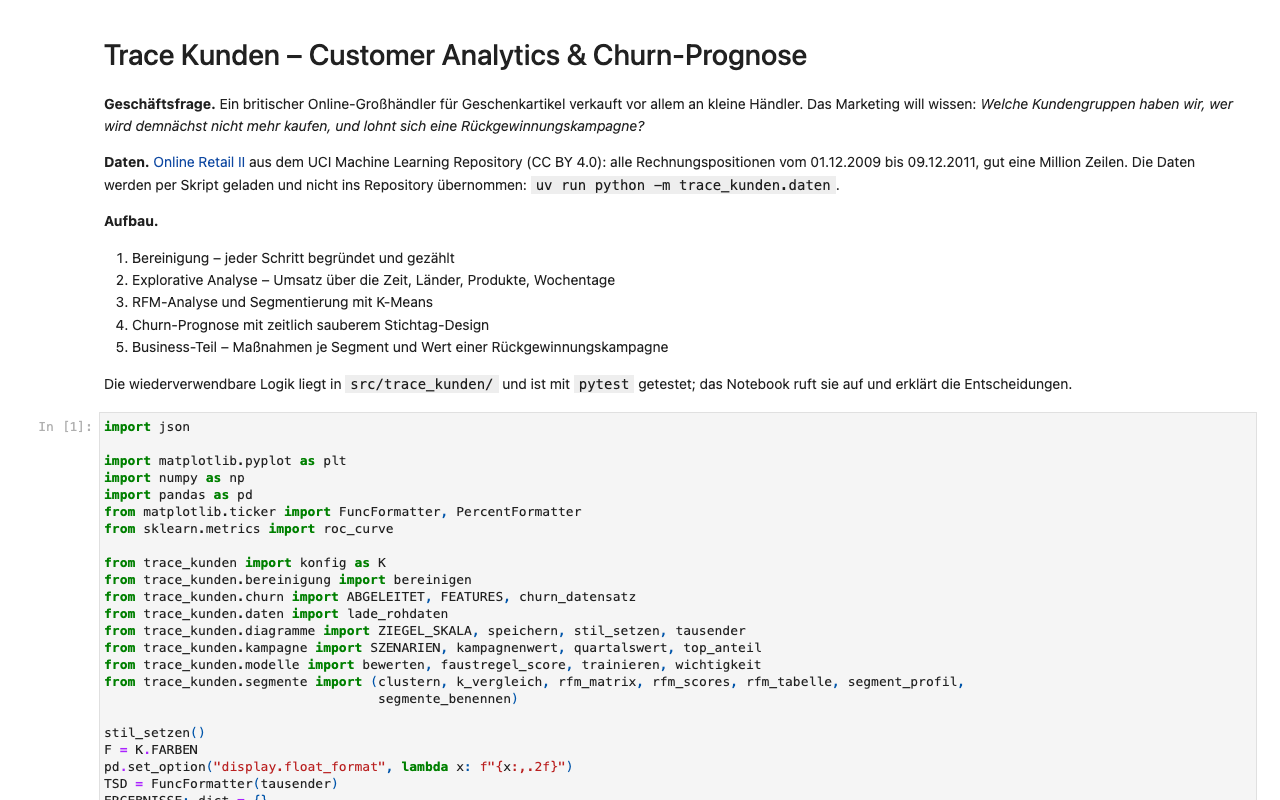 Trace Kunden – Customer Analytics & Churn-Prognose
Geschäftsfrage. Ein britischer Online-Großhändler für Geschenkartikel verkauft vor allem an kleine Händler. Das Marketing will wissen: Welche Kundengruppen haben wir, wer
wird demnächst nicht mehr kaufen, und lohnt sich eine Rückgewinnungskampagne?
Daten. Online Retail II aus dem UCI Machine Learning Repository (CC BY 4.0): alle Rechnungspositionen vom 01.12.2009 bis 09.12.2011, gut eine Million Zeilen. Die Daten
werden per Skript geladen und nicht ins Repository übernommen: uv run python -m trace_kunden.daten .
Aufbau.
1. Bereinigung – jeder Schritt begründet und gezählt
2. Explorative Analyse – Umsatz über die Zeit, Länder, Produkte, Wochentage
3. RFM-Analyse und Segmentierung mit K-Means
4. Churn-Prognose mit zeitlich sauberem Stichtag-Design
5. Business-Teil – Maßnahmen je Segment und Wert einer Rückgewinnungskampagne
Die wiederverwendbare Logik liegt in src/trace_kunden/ und ist mit pytest getestet; das Notebook ruft sie auf und erklärt die Entscheidungen.
In [1]: import json
import matplotlib.pyplot as plt
import numpy as np
import pandas as pd
from matplotlib.ticker import FuncFormatter, PercentFormatter
from sklearn.metrics import roc_curve
from trace_kunden import konfig as K
from trace_kunden.bereinigung import bereinigen
from trace_kunden.churn import ABGELEITET, FEATURES, churn_datensatz
from trace_kunden.daten import lade_rohdaten
from trace_kunden.diagramme import ZIEGEL_SKALA, speichern, stil_setzen, tausender
from trace_kunden.kampagne import SZENARIEN, kampagnenwert, quartalswert, top_anteil
from trace_kunden.modelle import bewerten, faustregel_score, trainieren, wichtigkeit
from trace_kunden.segmente import (clustern, k_vergleich, rfm_matrix, rfm_scores, rfm_tabelle, segment_profil,
segmente_benennen)
stil_setzen()
F = K.FARBEN
pd.set_option("display.float_format", lambda x: f"{x:,.2f}")
TSD = FuncFormatter(tausender)
ERGEBNISSE: dict = {}